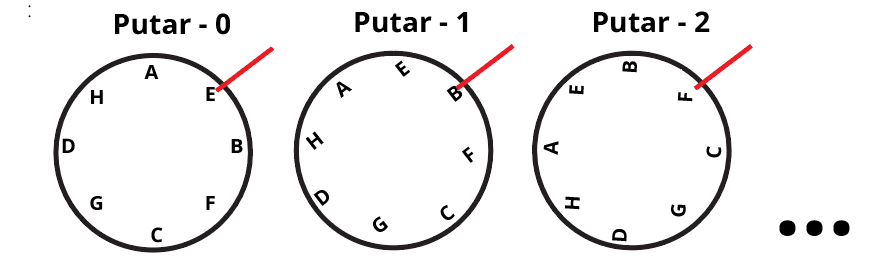 :
Putar - 0
A
H E
D B
G F
C
Putar - 1
E
A B
H F
D C
G
Putar - 2
B
E F
A C
H G
D
...